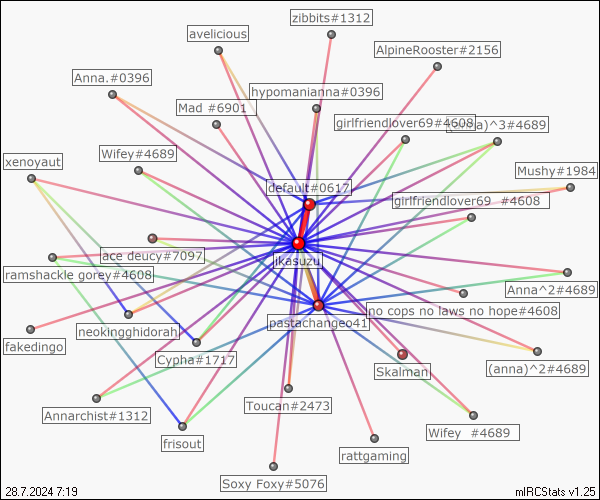 zibbits#1312
avelicious
AlpineRooster#2156
Anna.#0396
hypomanianna#0396
Mad #6901
girlfriendlover69#4608
)^3#4689
Wifey#4689
xenoyaut
Mushy#1984
default#0617
girlfriendlover69 #4608
ace deucy#7097
jkasuzu
ramshackle gorey#4608
Anna^2#4689
no cops no laws no hope#4608
pastachangeo41
neokingghidorah
fakedingo
Cypha#1717
(anna)^2#4689
Skalman
Toucan#2473
Annarchist#1312
Wifey #4689
frisout
rattgaming
Soxy Foxy#5076
28.7.2024 7:19
mIRCStats v1.25